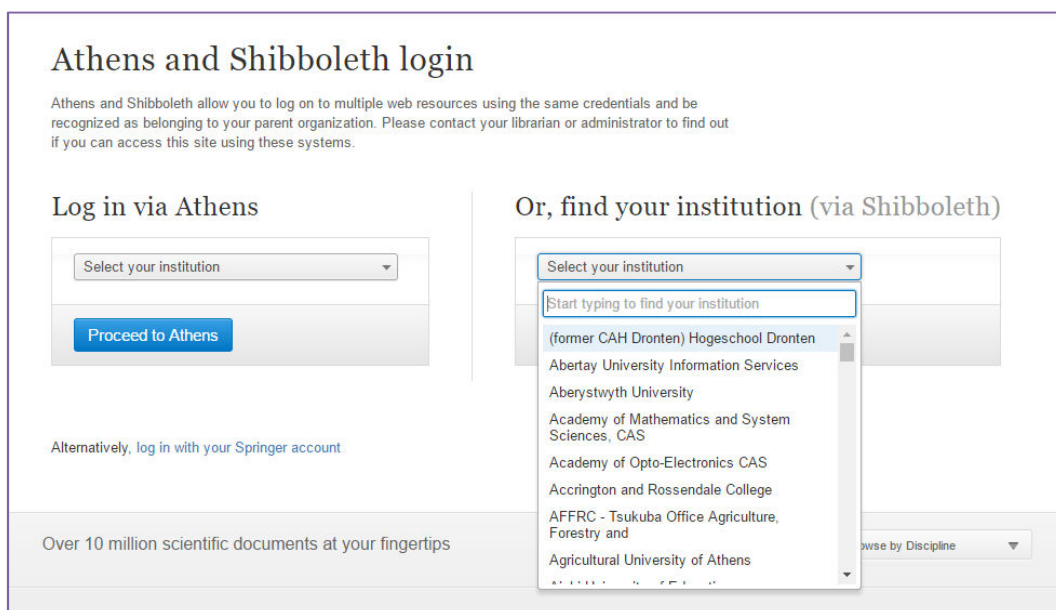 Athens and Shibboleth login
Athens and Shibboleth allow you to log on to multiple web resources using the same credentials and be
recognized as belonging to your parent organization. Please contact your librarian or administrator to find out
if you can access this site using these systems.
Log in via Athens
Select your institution
Proceed to Athens
Alternatively, log in with your Springer account
Or, find your institution (via Shibboleth)
Select your institution
Start typing to find your institution
(former CAH Dronten) Hogeschool Dronten
Abertay University Information Services
Aberystwyth University
Academy of Mathematics and System
Sciences, CAS
Academy of Opto-Electronics CAS
Accrington and Rossendale College
AFFRC - Tsukuba Office Agriculture,
Forestry and
Agricultural University of Athens
Over 10 million scientific documents at your fingertips
by Discipline